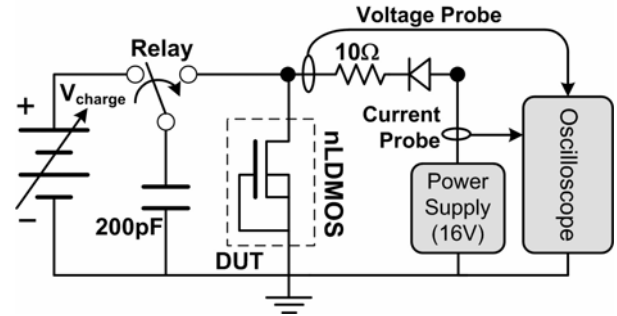 Voltage Probe
Relay
10Ω
+
Vcharge
Current
Probe
Oscilloscope
nLDMOS
Power
Supply
(16V)
200pF
−
DUT